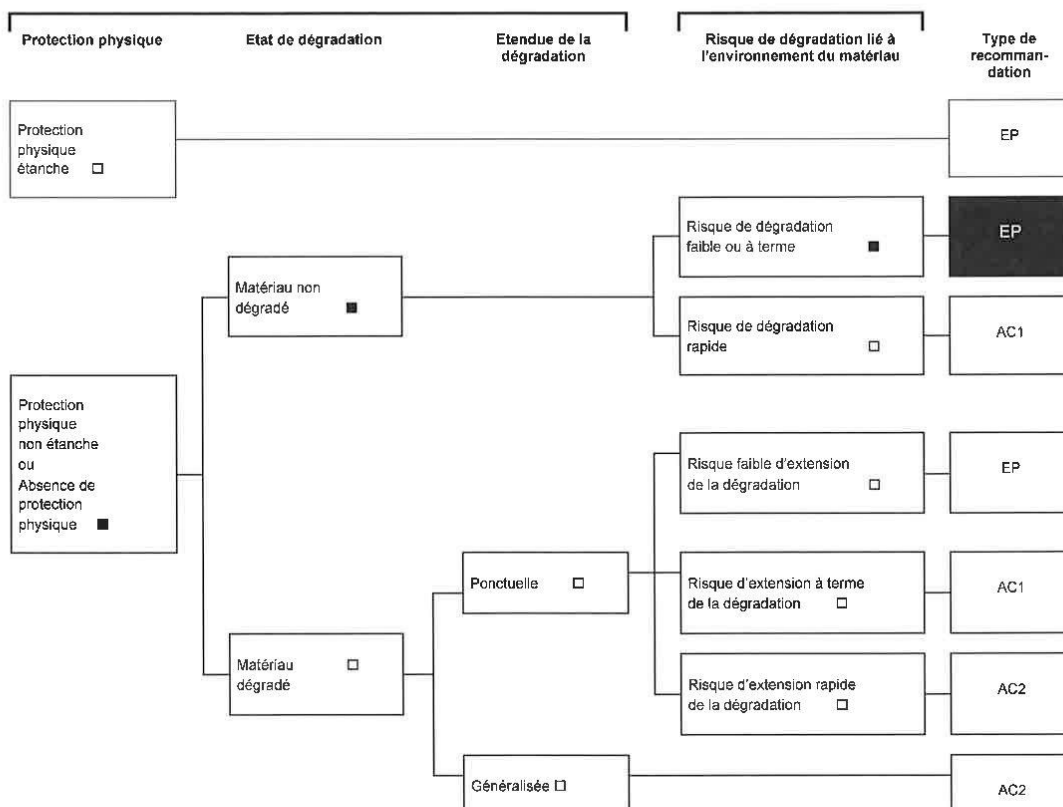 Protection physique
Etat de dégradation
Etendue de la
dégradation
Risque de dégradation lié à
l'environnement du matériau
Type de
recomman-
dation
Protection
physique
étanche
EP
Risque de dégradation
faible ou à terme
EP
Matériau non
dégradé
Risque de dégradation
rapide
AC1
Protection
physique
non étanche
ou
Absence de
protection
physique
Risque faible d'extension
de la dégradation
EP
Ponctuelle
Risque d'extension à terme
de la dégradation
AC1
Matériau
dégradé
Risque d'extension rapide
de la dégradation
AC2
Généralisée
AC2